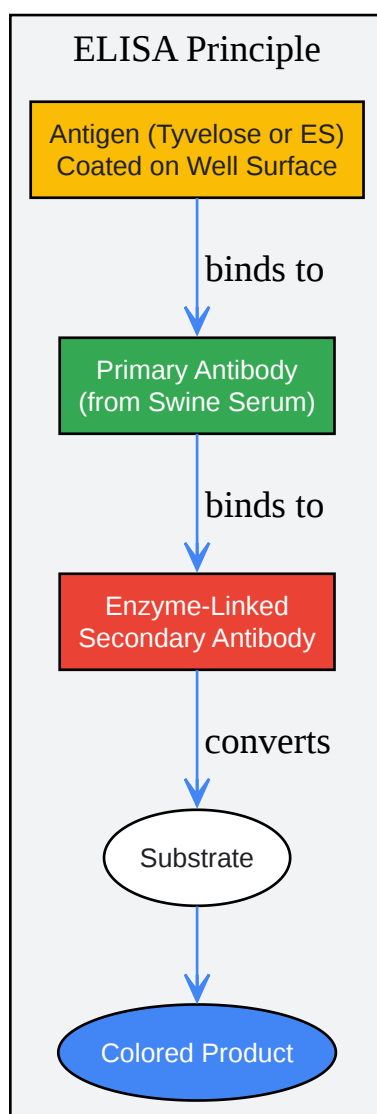 ELISA Principle
Antigen (Tyvelose or ES)
Coated on Well Surface
binds to
Primary Antibody
(from Swine Serum)
binds to
Enzyme-Linked
Secondary Antibody
converts
Substrate
Colored Product